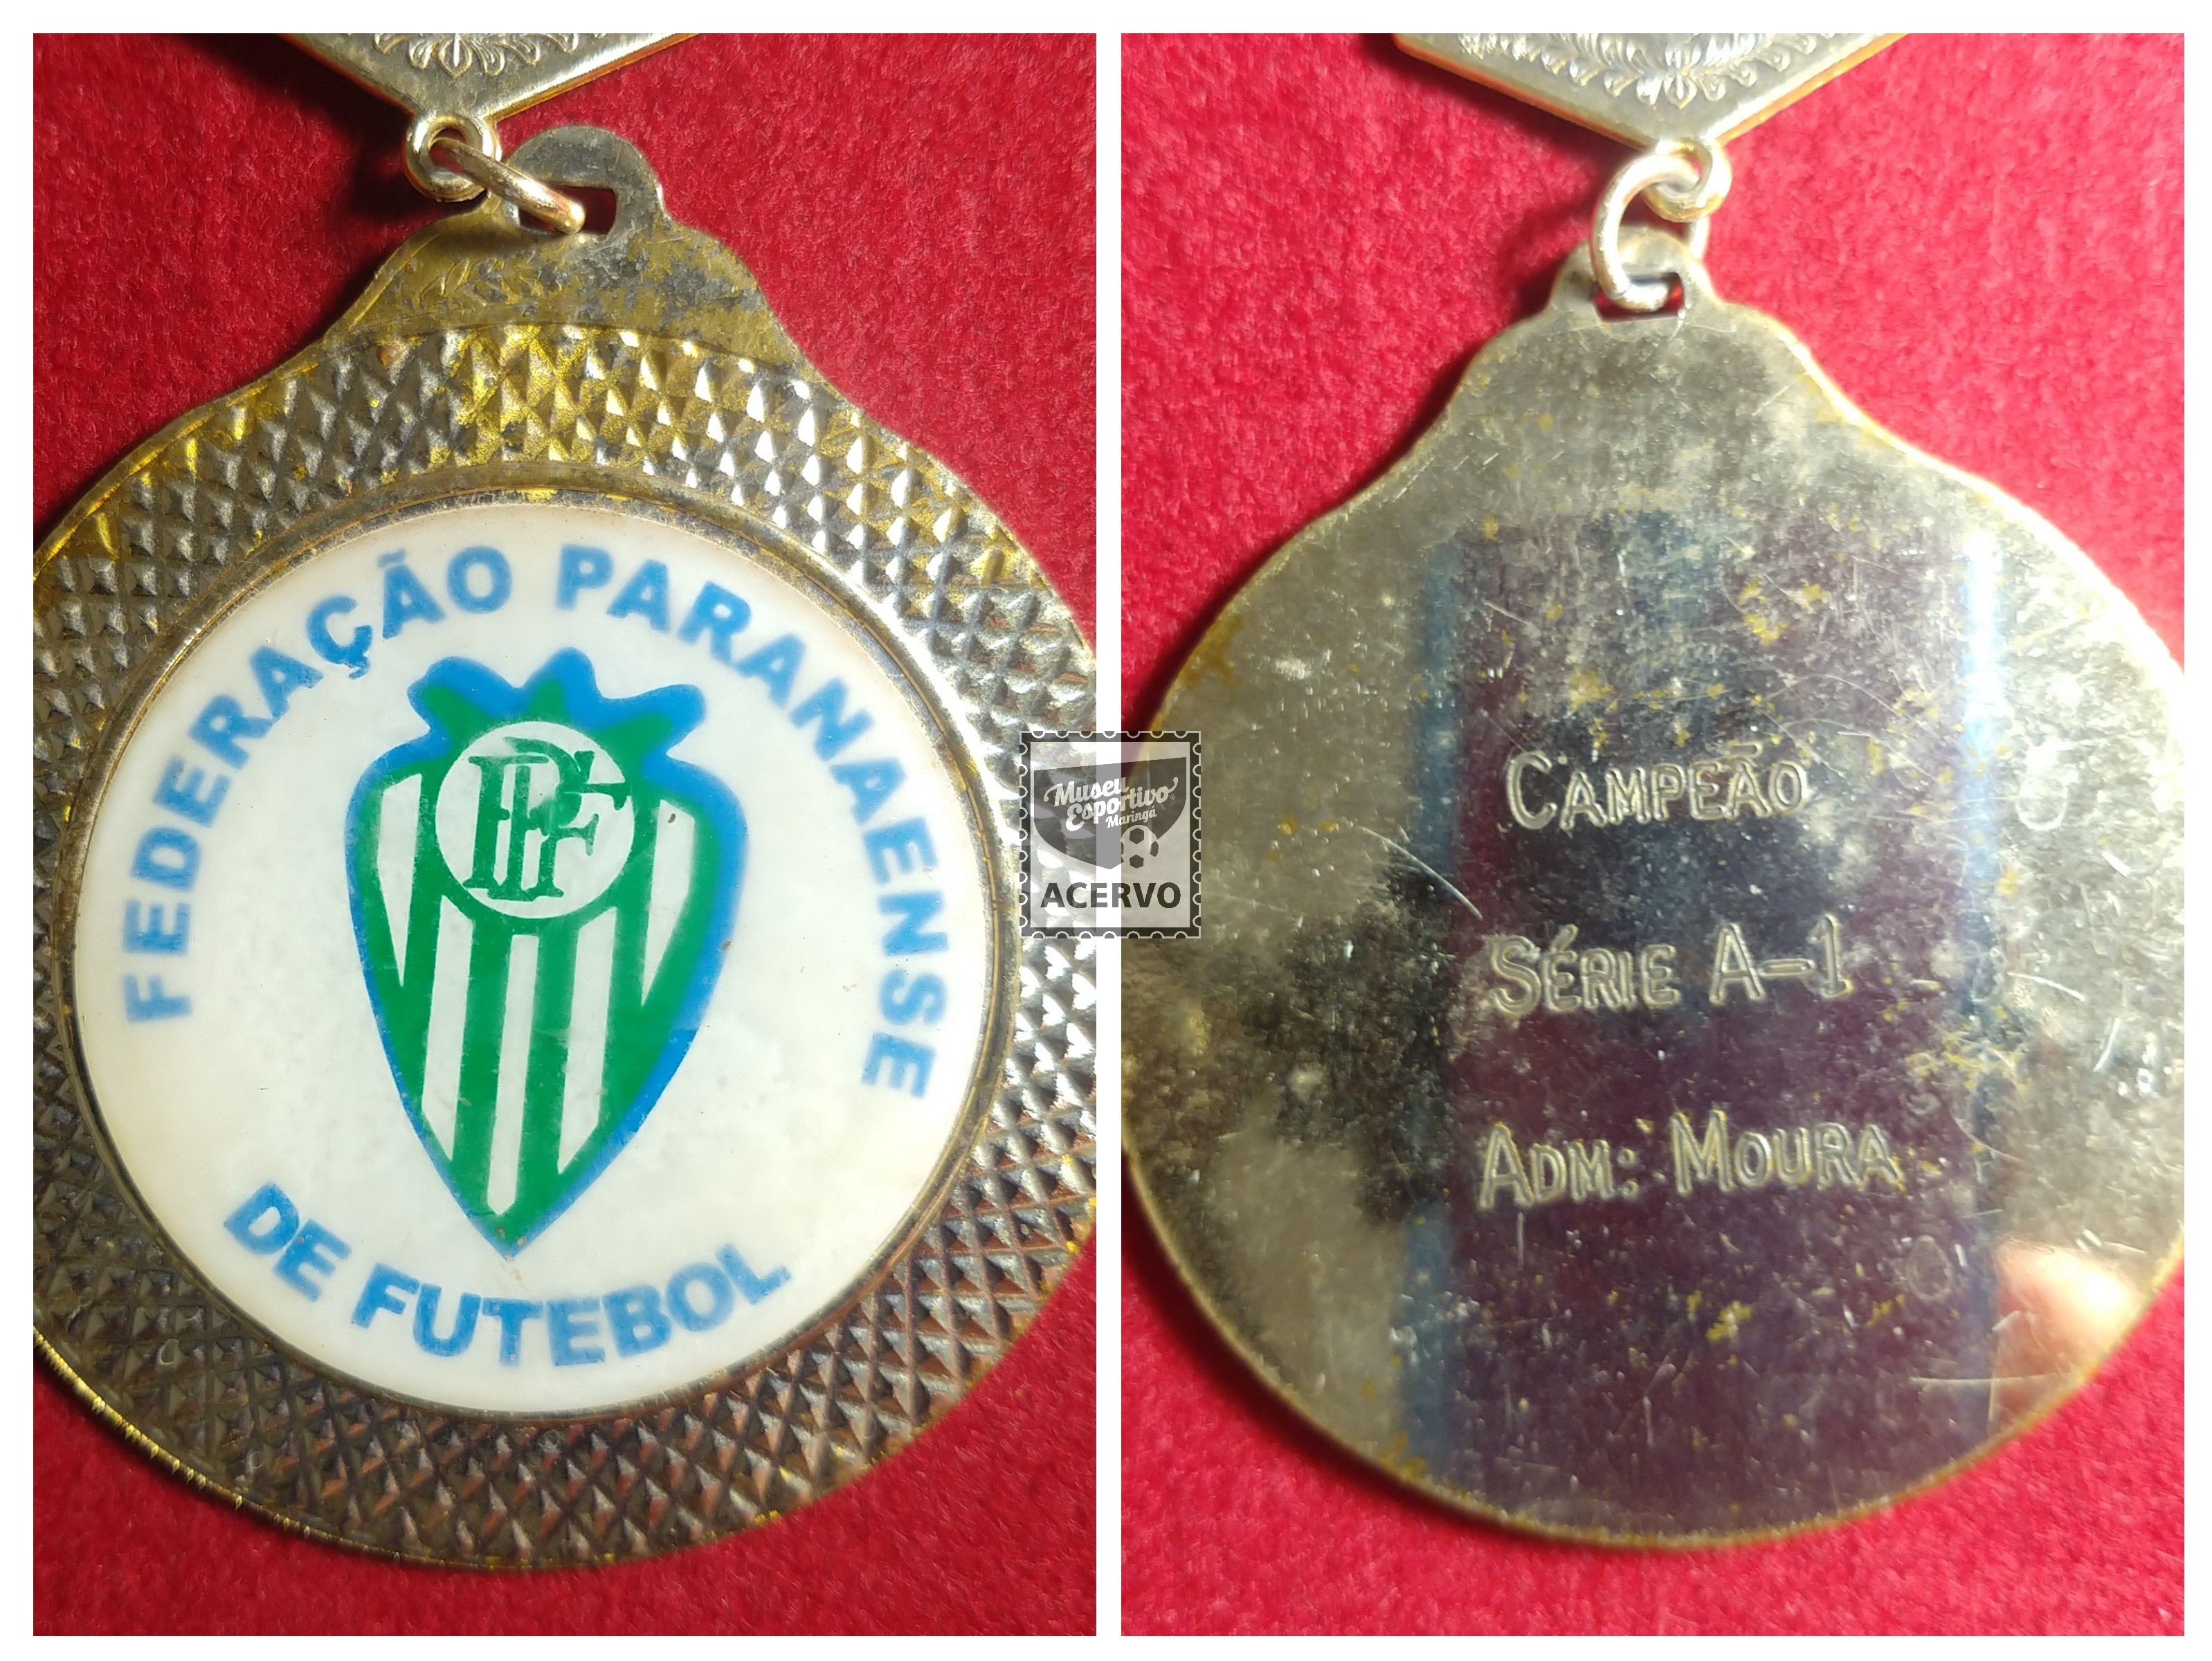 FEDERAÇÃO PARANAENSE
FPF
DE FUTEBOL
Museu
Esportivo
Maringá
ACERVO
CAMPEÃO
SÉRIE A-1
ADM: MOURA